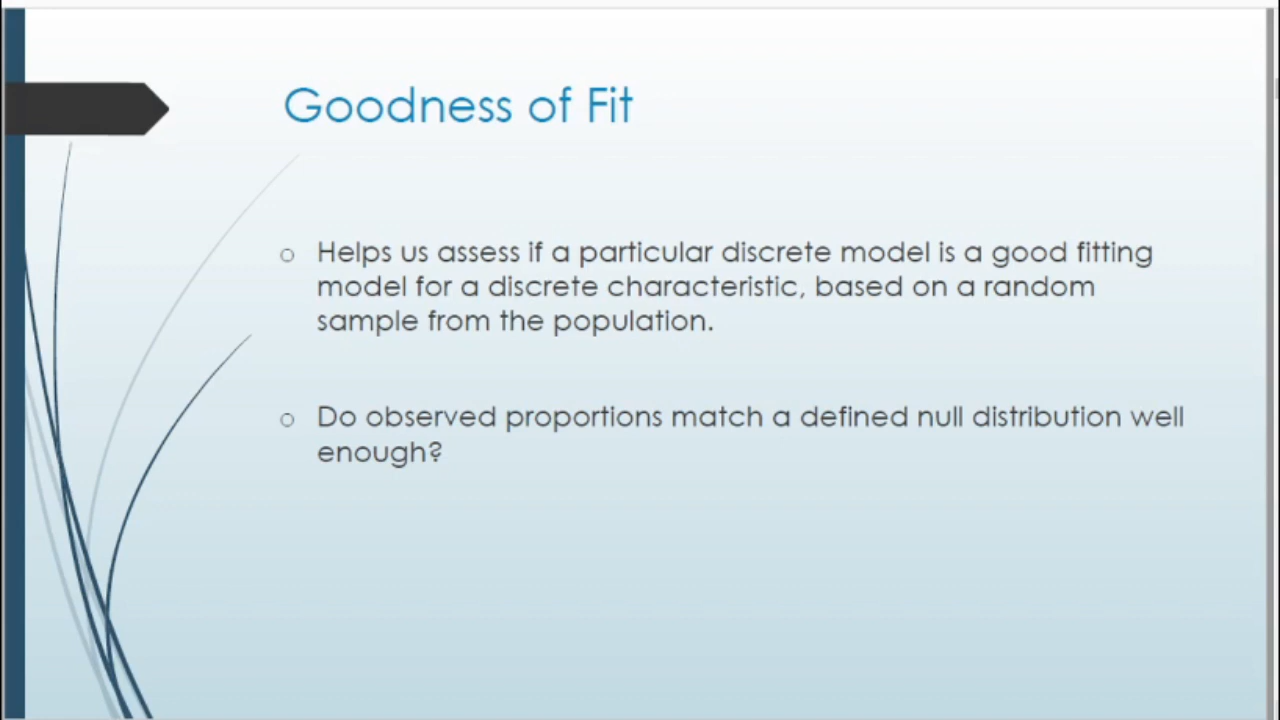 Goodness of Fit
o Helps us assess if a particular discrete model is a good fitting
model for a discrete characteristic, based on a random
sample from the population.
o Do observed proportions match a defined null distribution well
enough?